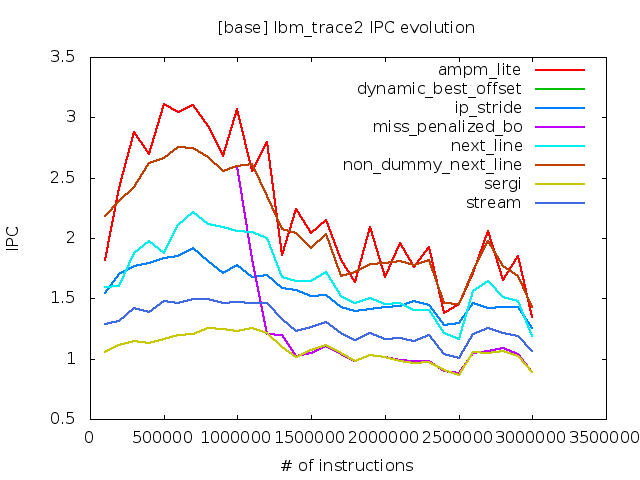 [base] lbm_trace2 IPC evolution
3.5
3
2.5
2
1.5
1
0.5
IPC
ampm_lite
dynamic_best_offset
ip_stride
miss_penalized_bo
next_line
non_dummy_next_line
sergi
stream
0 500000 1000000 1500000 2000000 2500000 3000000 3500000
# of instructions